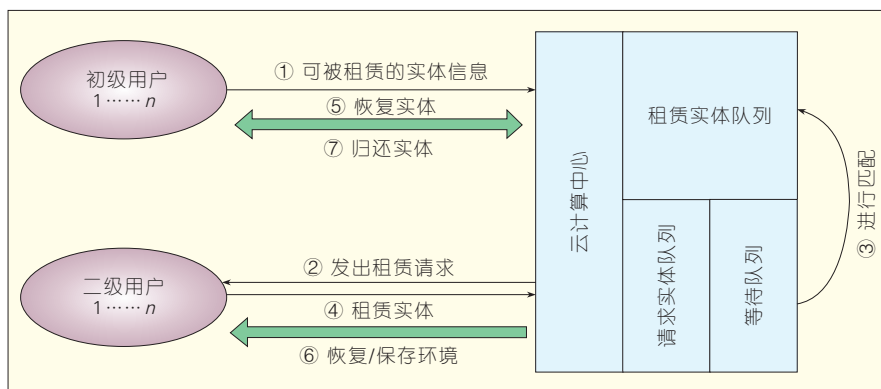 初级用户
1……n
① 可被租赁的实体信息
⑤ 恢复实体
⑦ 归还实体
二级用户
1……n
② 发出租赁请求
④ 租赁实体
⑥ 恢复/保存环境
云计算中心
租赁实体队列
请求实体队列
等待队列
③ 进行匹配